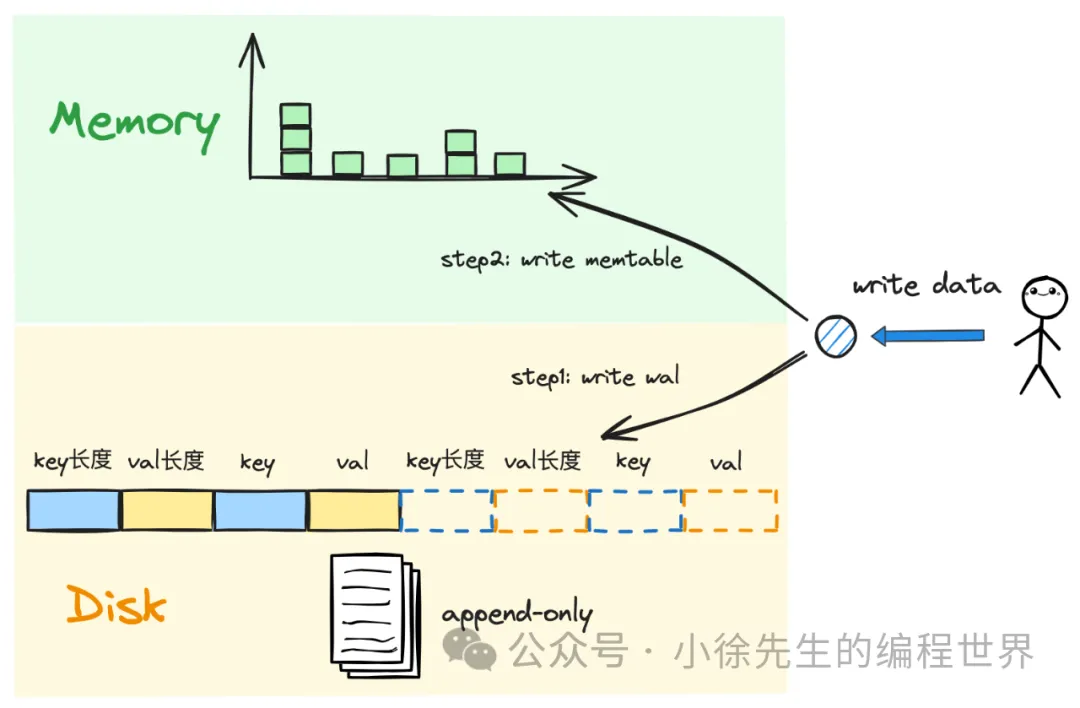 Memory
step2: write memtable
write data
step1: write wal
key长度 val长度 key val key长度 val长度 key val
Disk
append-only
公众号 · 小徐先生的编程世界